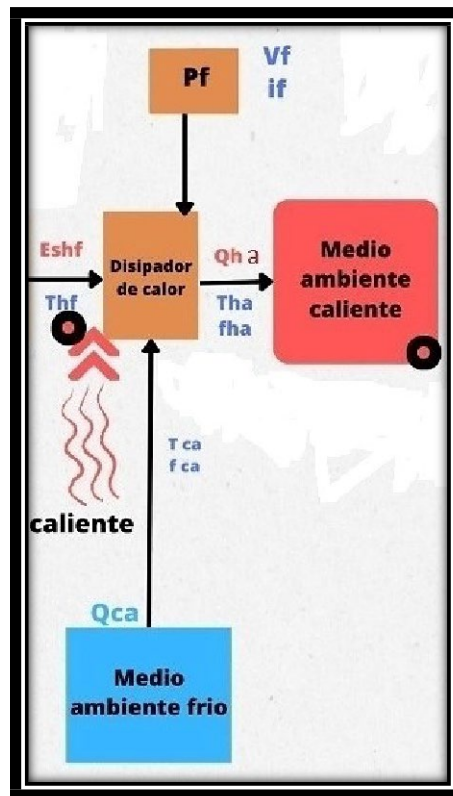 Pf
Vf
if
Eshf
Thf
Disipador
de calor
Qh a
Tha
fha
Medio
ambiente
caliente
T ca
f ca
caliente
Qca
Medio
ambiente frio